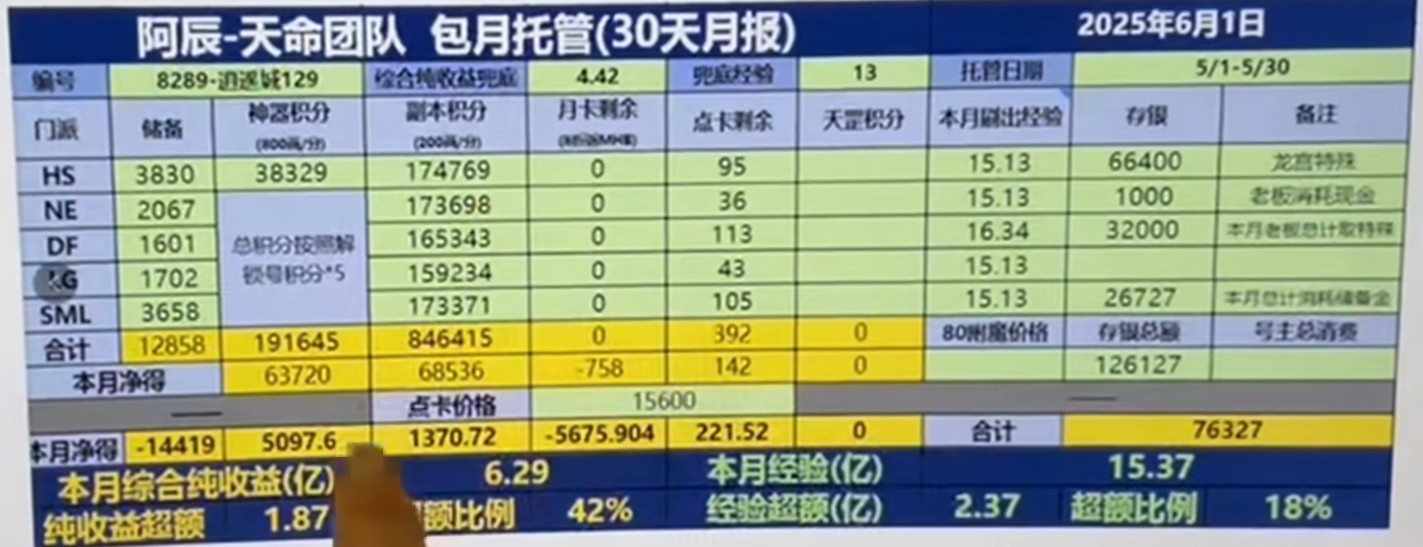 阿辰-天命团队 包月托管(30天月报) 2025年6月1日
编号 8289-逍遥城129 综合纯收益兜底 4.42 兜底经验 13 托管日期 5/1-5/30
门派 储备 神器积分 副本积分 月卡剩余 点卡剩余 天罡积分 本月刷出经验 存银 备注
(800两/分) (200两/分)
HS 3830 38329 174769 0 95 15.13 66400 龙宫特殊
NE 2067 173698 0 36 15.13 1000 老板消耗现金
DF 1601 总积分按照解 165343 0 113 16.34 32000 本月老板总计取特殊
1702 锁号积分*5 159234 0 43 15.13
SML 3658 173371 0 105 15.13 26727 本月总计消耗储备金
合计 12858 191645 846415 0 392 0 80附魔价格 存银总额 号主总消费
本月净得 63720 68536 -758 142 0 126127
点卡价格 15600
本月净得 -14419 5097.6 1370.72 -5675.904 221.52 0 合计 76327
本月综合纯收益(亿) 6.29 本月经验(亿) 15.37
纯收益超额 1.87 额比例 42% 经验超额(亿) 2.37 超额比例 18%